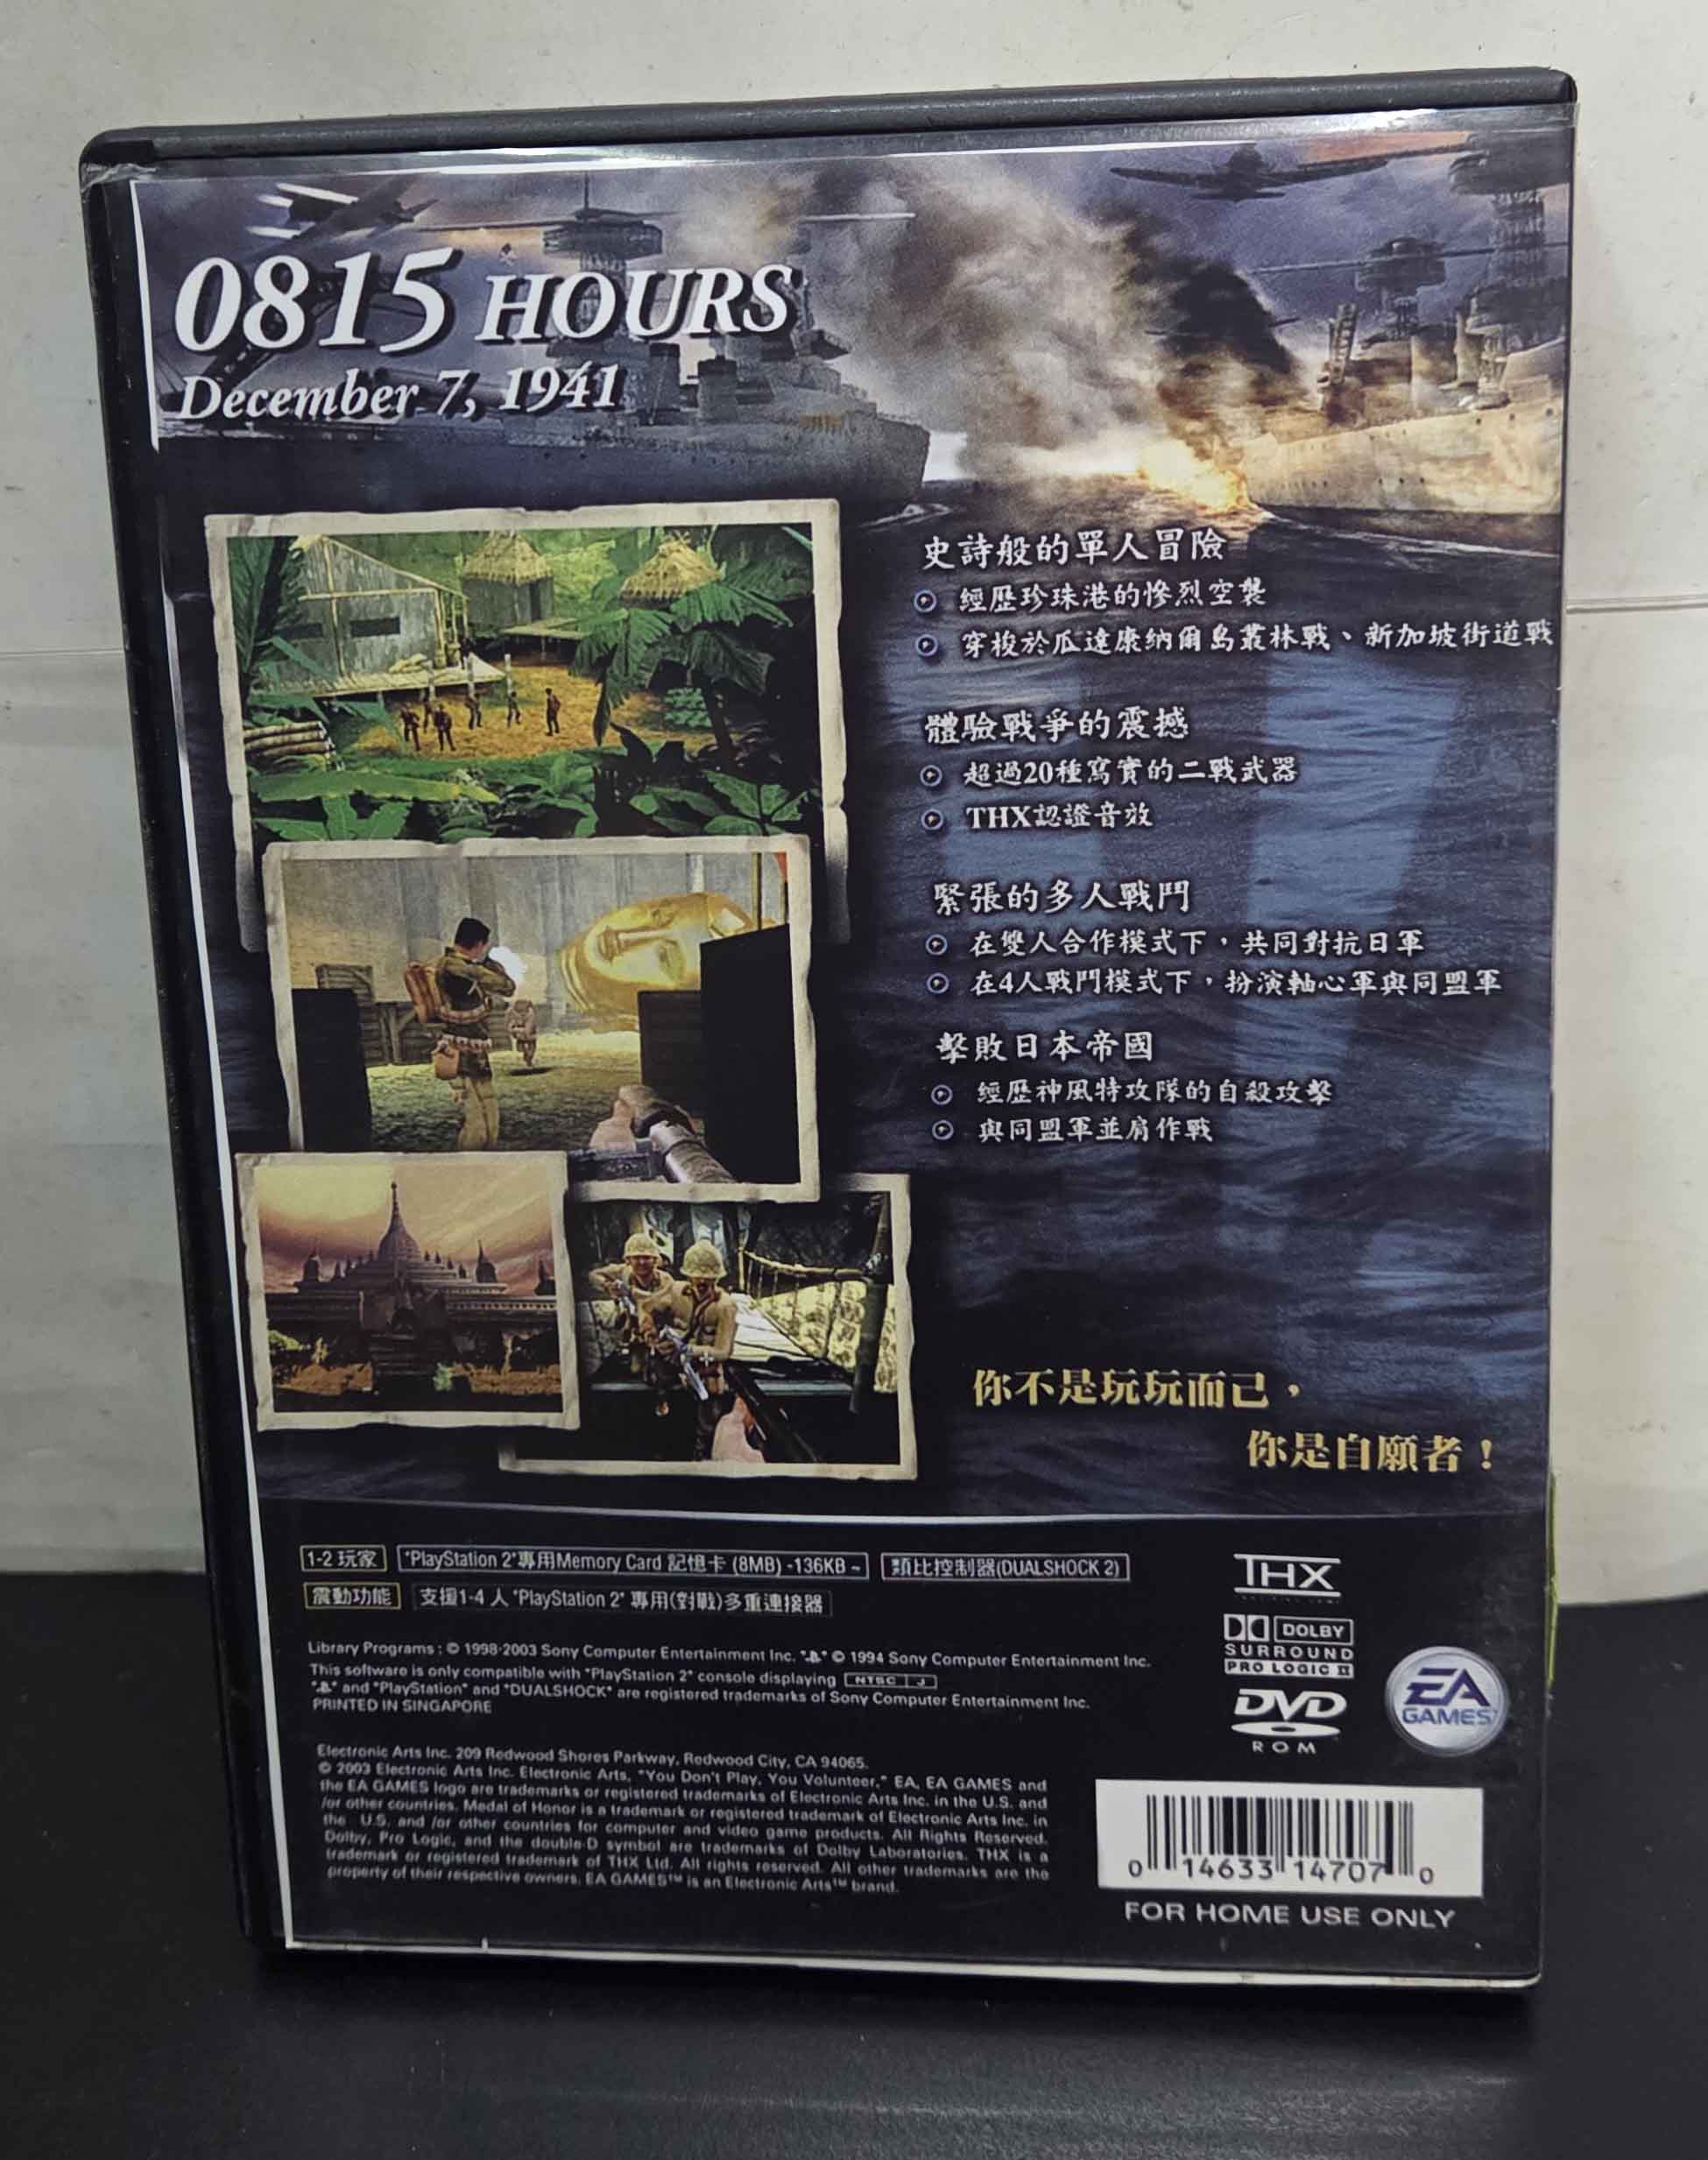 0815 HOURS
December 7, 1941
史詩般的單人冒險
經歷珍珠港的慘烈空襲
穿梭於瓜達康納爾島叢林戰、新加坡街道戰
體驗戰爭的震撼
超過20種寫實的二戰武器
THX認證音效
緊張的多人戰鬥
在雙人合作模式下，共同對抗日軍
在4人戰鬥模式下，扮演軸心軍與同盟軍
擊敗日本帝國
經歷神風特攻隊的自殺攻擊
與同盟軍並肩作戰
你不是玩玩而已，
你是自願者！
1-2 玩家 "PlayStation 2"專用Memory Card 記憶卡 (8MB) -136KB ~ 類比控制器(DUALSHOCK 2)
震動功能 支援1-4 人 "PlayStation 2" 專用(對戰)多重連接器
Library Programs : © 1998-2003 Sony Computer Entertainment Inc. © 1994 Sony Computer Entertainment Inc.
This software is only compatible with "PlayStation 2" console displaying NTSC J
and "PlayStation" and "DUALSHOCK" are registered trademarks of Sony Computer Entertainment Inc.
PRINTED IN SINGAPORE
Electronic Arts Inc. 209 Redwood Shores Parkway, Redwood City, CA 94065.
© 2003 Electronic Arts Inc. Electronic Arts, "You Don't Play, You Volunteer," EA, EA GAMES and
the EA GAMES logo are trademarks or registered trademarks of Electronic Arts Inc. in the U.S. and
/or other countries. Medal of Honor is a trademark or registered trademark of Electronic Arts Inc. in
the U.S. and /or other countries for computer and video game products. All Rights Reserved.
Dolby, Pro Logic, and the double-D symbol are trademarks of Dolby Laboratories. THX is a
trademark or registered trademark of THX Ltd. All rights reserved. All other trademarks are the
property of their respective owners. EA GAMES™ is an Electronic Arts™ brand.
THX
DOLBY
SURROUND
PRO LOGIC II
DVD
ROM
EA
GAMES
0 14633 14707 0
FOR HOME USE ONLY